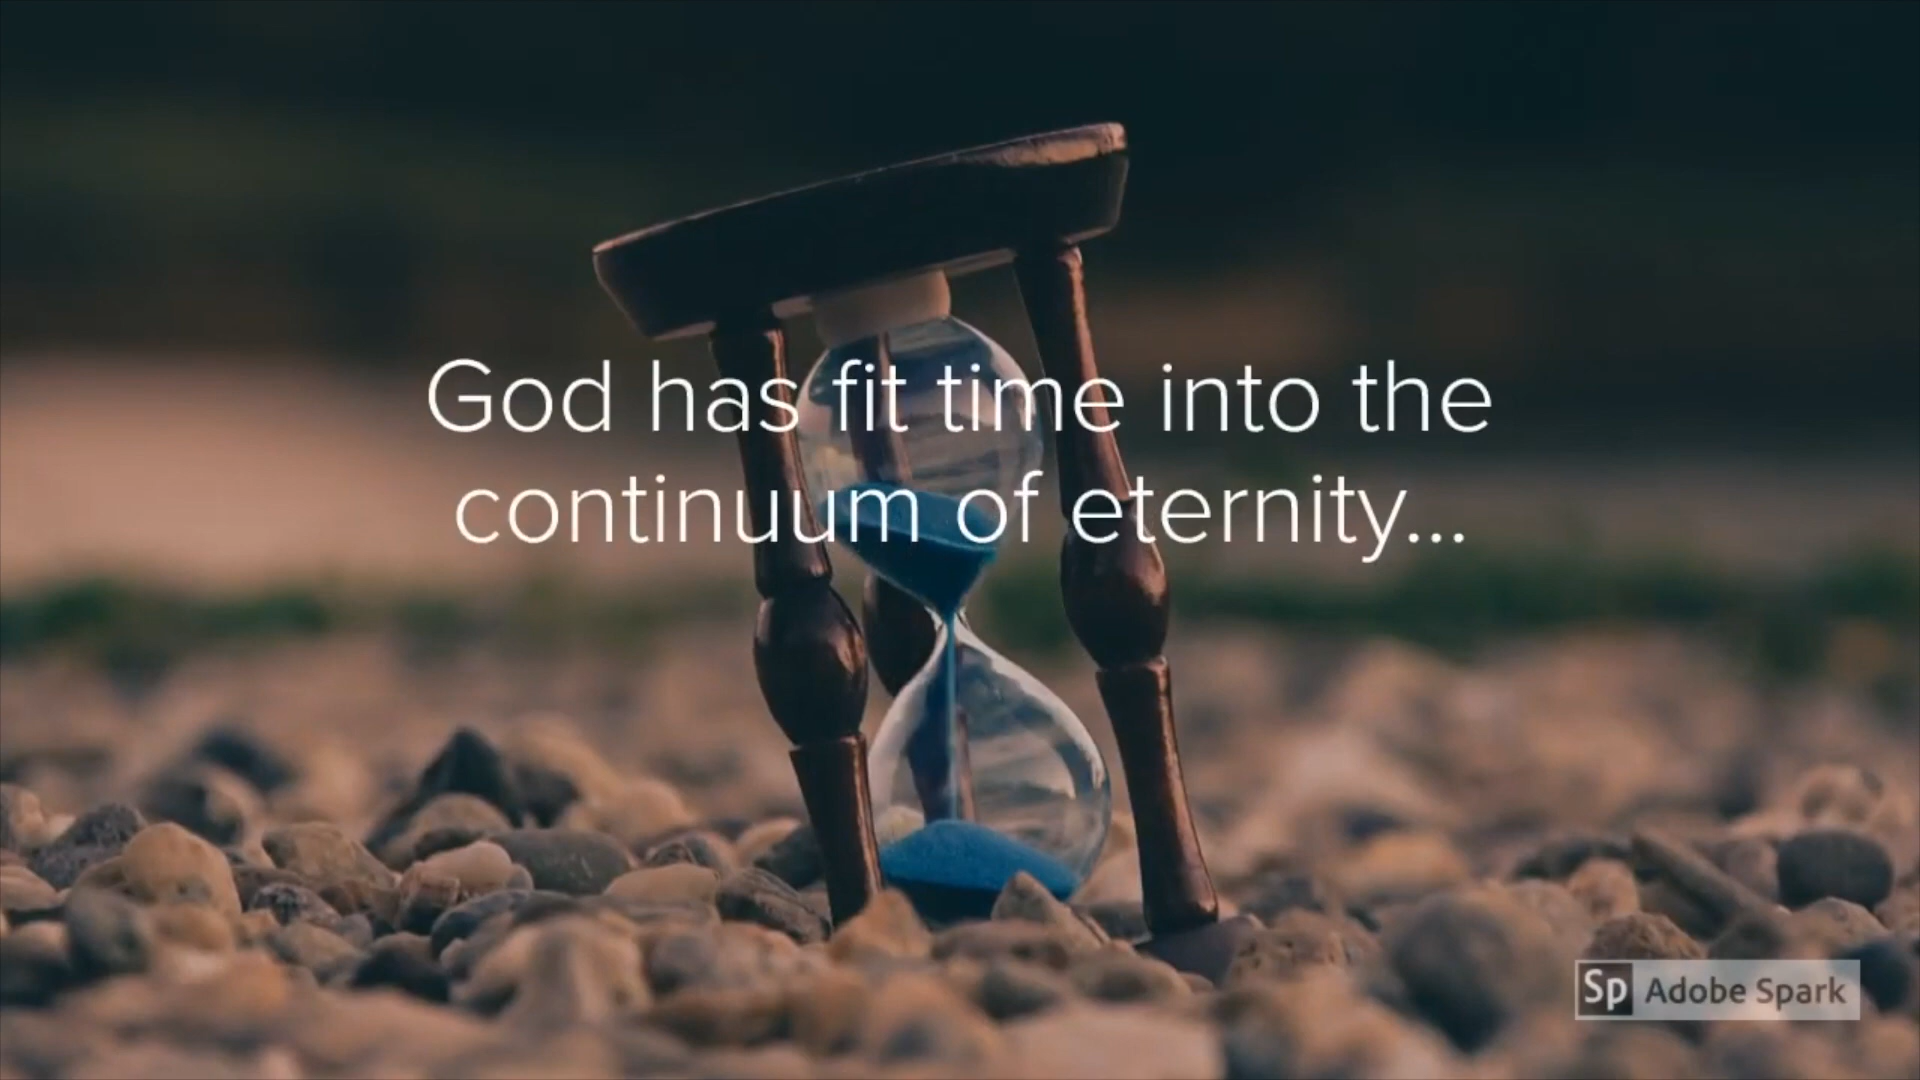 God has fit time into the
continuum of eternity...
Sp Adobe Spark